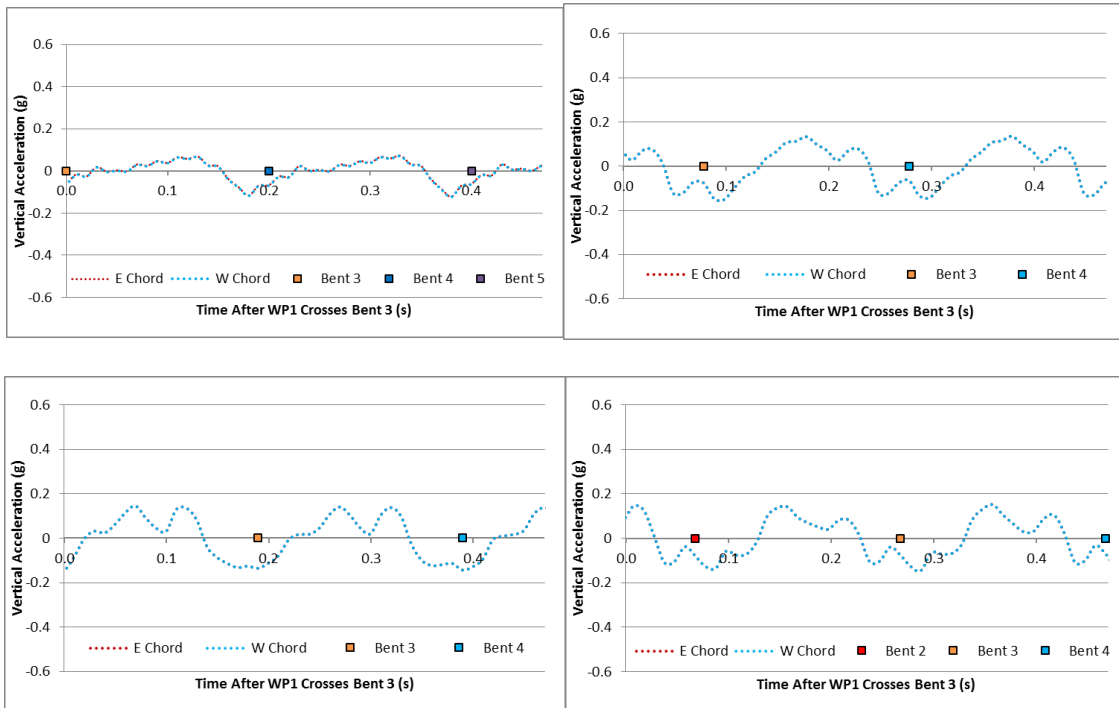 Vertical Acceleration (g)
0.6
0.4
0.2
0
-0.2
-0.4
-0.6
0.0 0.1 0.2 0.3 0.4
E Chord W Chord Bent 3 Bent 4 Bent 5
Time After WP1 Crosses Bent 3 (s)
Vertical Acceleration (g)
0.6
0.4
0.2
0
-0.2
-0.4
-0.6
0.0 0.1 0.2 0.3 0.4
E Chord W Chord Bent 3 Bent 4
Time After WP1 Crosses Bent 3 (s)
Vertical Acceleration (g)
0.6
0.4
0.2
0
-0.2
-0.4
-0.6
0.0 0.1 0.2 0.3 0.4
E Chord W Chord Bent 3 Bent 4
Time After WP1 Crosses Bent 3 (s)
Vertical Acceleration (g)
0.6
0.4
0.2
0
-0.2
-0.4
-0.6
0.0 0.1 0.2 0.3 0.4
E Chord W Chord Bent 2 Bent 3 Bent 4
Time After WP1 Crosses Bent 3 (s)